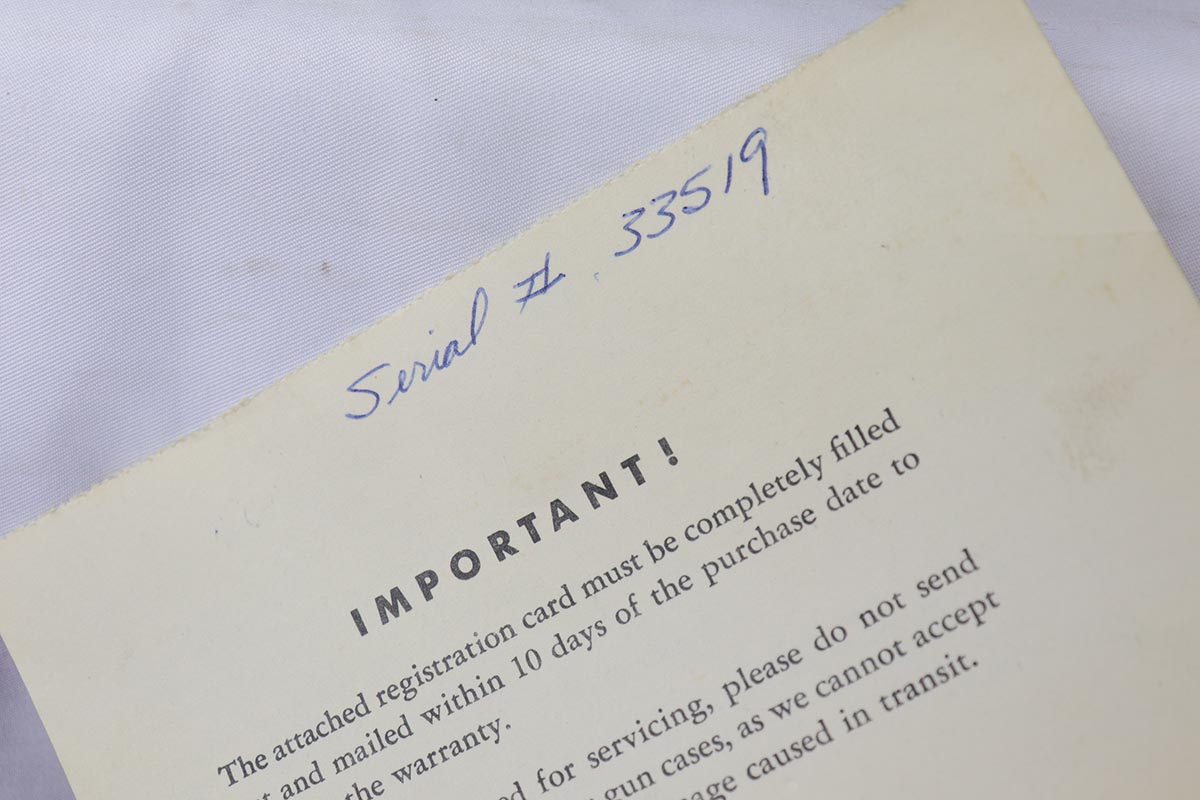 Serial # 33519
IMPORTANT!
The attached registration card must be completely filled
and mailed within 10 days of the purchase date to
the warranty.
for servicing, please do not send
gun cases, as we cannot accept
caused in transit.